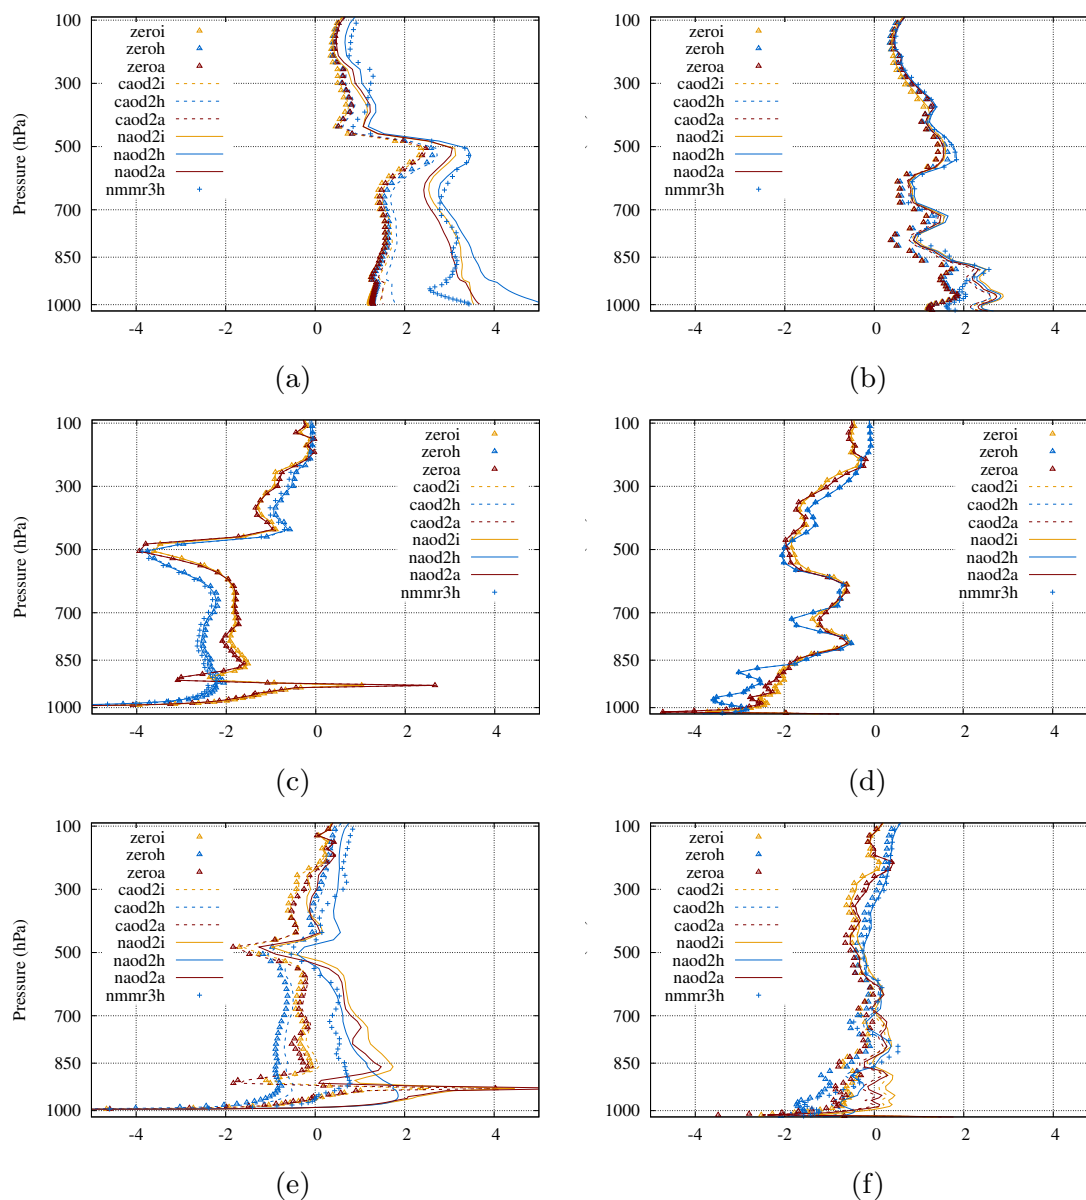 100
300
500
700
850
1000
Pressure (hPa)
-4 -2 0 2 4
zeroi
zeroh
zeroa
caod2i
caod2h
caod2a
naod2i
naod2h
naod2a
nmmr3h
(a)
100
300
500
700
850
1000
-4 -2 0 2 4
zeroi
zeroh
zeroa
caod2i
caod2h
caod2a
naod2i
naod2h
naod2a
nmmr3h
(b)
100
300
500
700
850
1000
Pressure (hPa)
-4 -2 0 2 4
zeroi
zeroh
zeroa
caod2i
caod2h
caod2a
naod2i
naod2h
naod2a
nmmr3h
(c)
100
300
500
700
850
1000
-4 -2 0 2 4
zeroi
zeroh
zeroa
caod2i
caod2h
caod2a
naod2i
naod2h
naod2a
nmmr3h
(d)
100
300
500
700
850
1000
Pressure (hPa)
-4 -2 0 2 4
zeroi
zeroh
zeroa
caod2i
caod2h
caod2a
naod2i
naod2h
naod2a
nmmr3h
(e)
100
300
500
700
850
1000
-4 -2 0 2 4
zeroi
zeroh
zeroa
caod2i
caod2h
caod2a
naod2i
naod2h
naod2a
nmmr3h
(f)